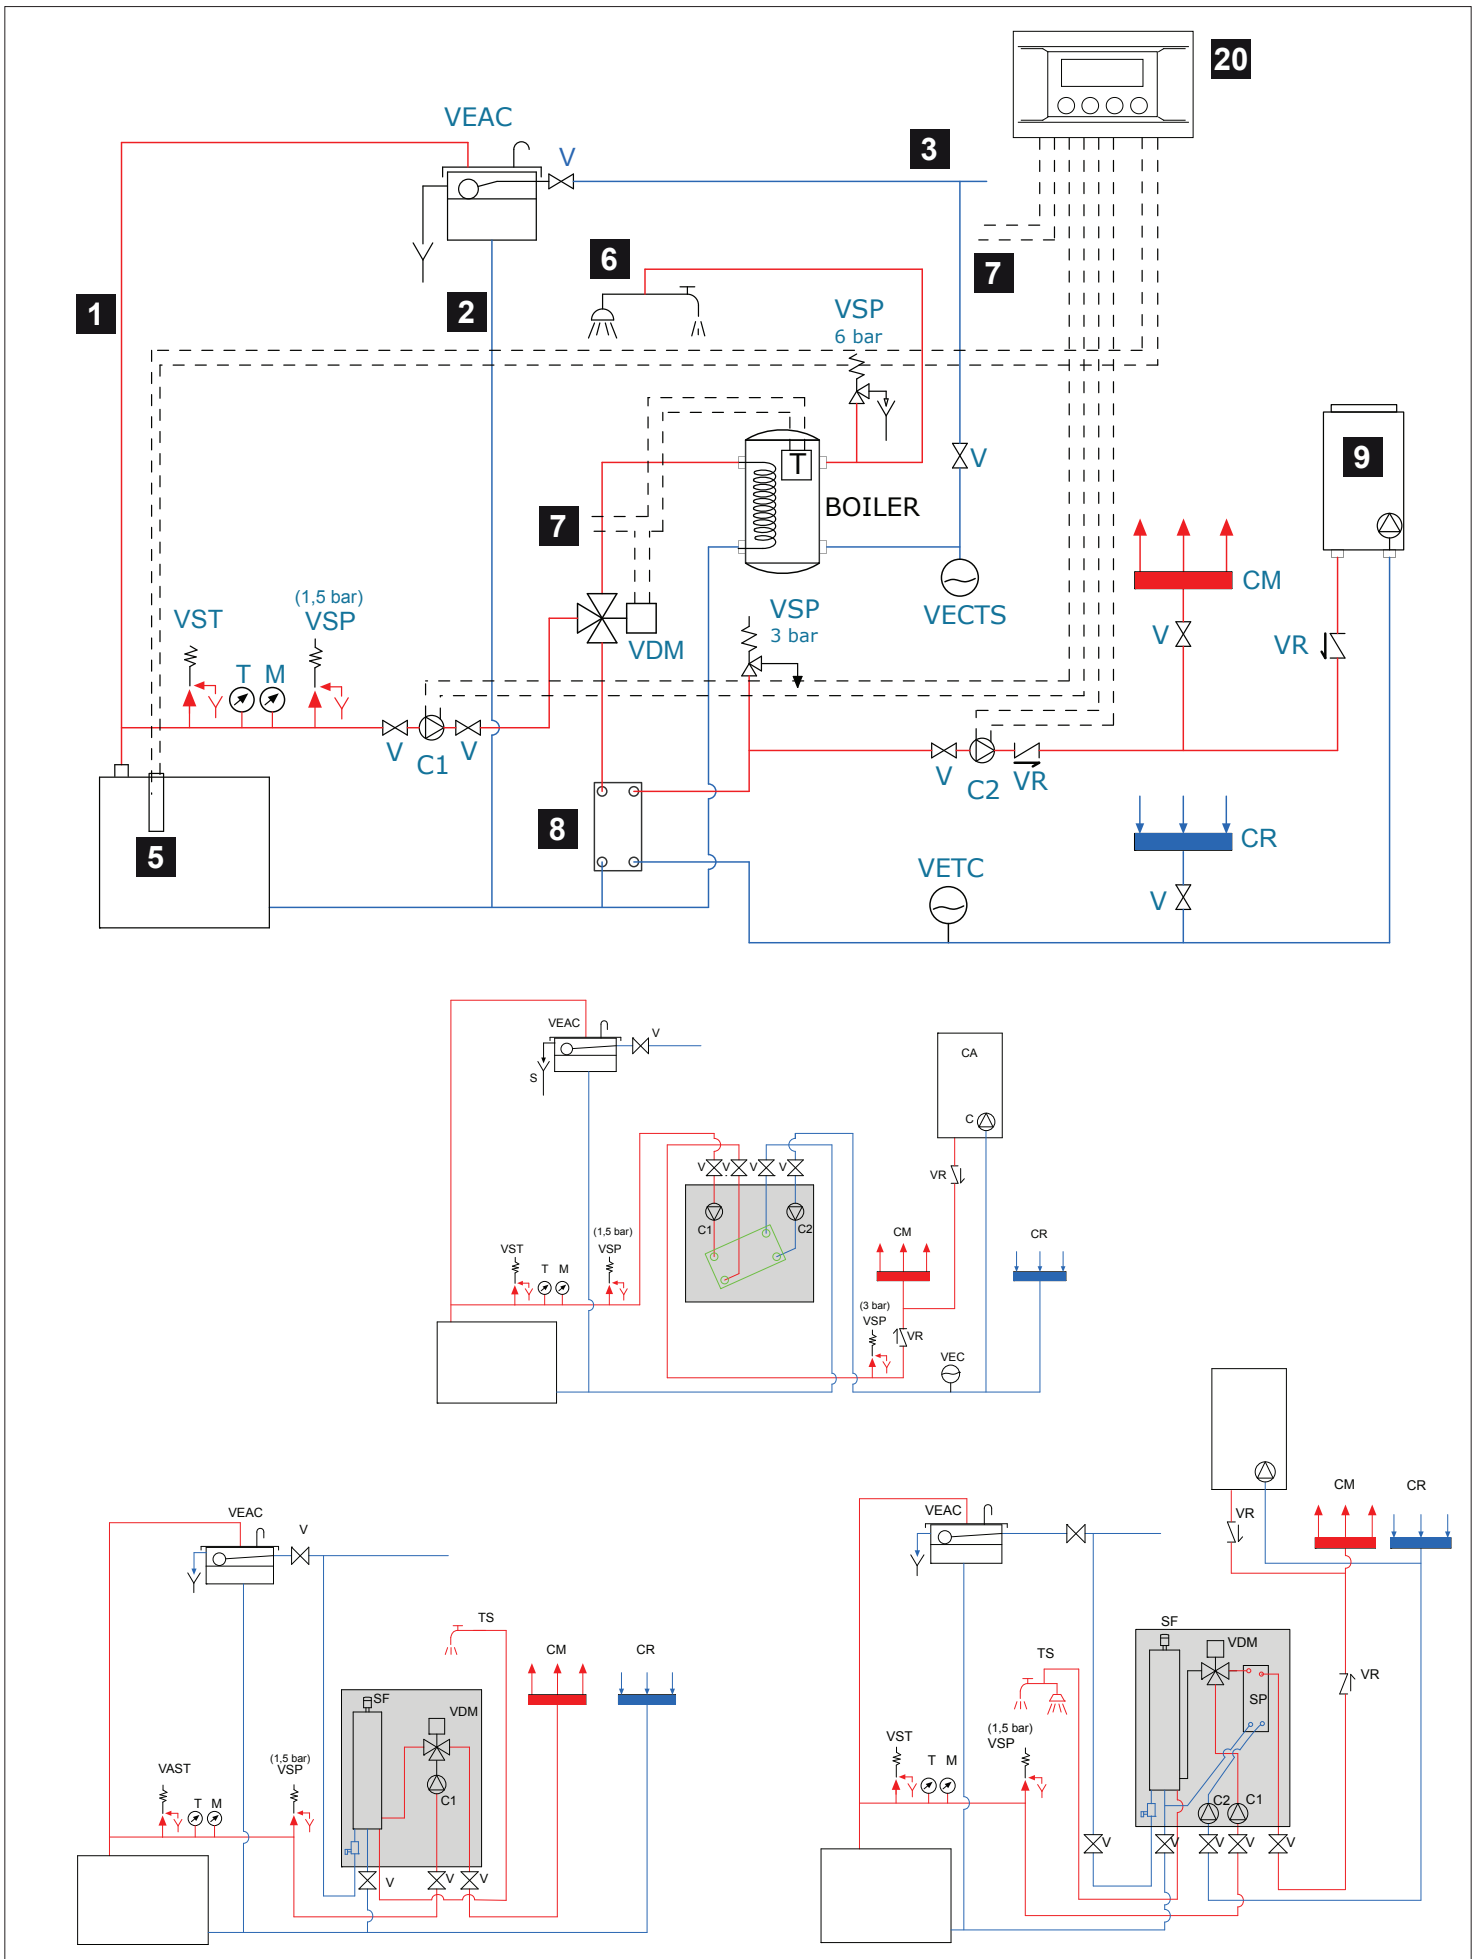 20
VEAC
V
3
6
7
1
2
VSP
6 bar
T
V
9
BOILER
7
CM
(1,5 bar)
VST
VSP
VECTS
VSP
3 bar
V
VR
VDM
T M
V
C1
V
V
C2
VR
8
5
CR
VETC
V
VEAC
V
S
CA
C
V
V
V
V
VR
C1
C2
(1,5 bar)
VST
VSP
T
M
CM
CR
(3 bar)
VSP
VR
VEC
VEAC
V
TS
CM
CR
SF
VDM
VAST
(1,5 bar)
VSP
T M
C1
V
V
V
VEAC
VR
CM
CR
SF
VDM
TS
VR
SP
VST
(1,5 bar)
VSP
T M
C2
C1
V
V
V
V
V